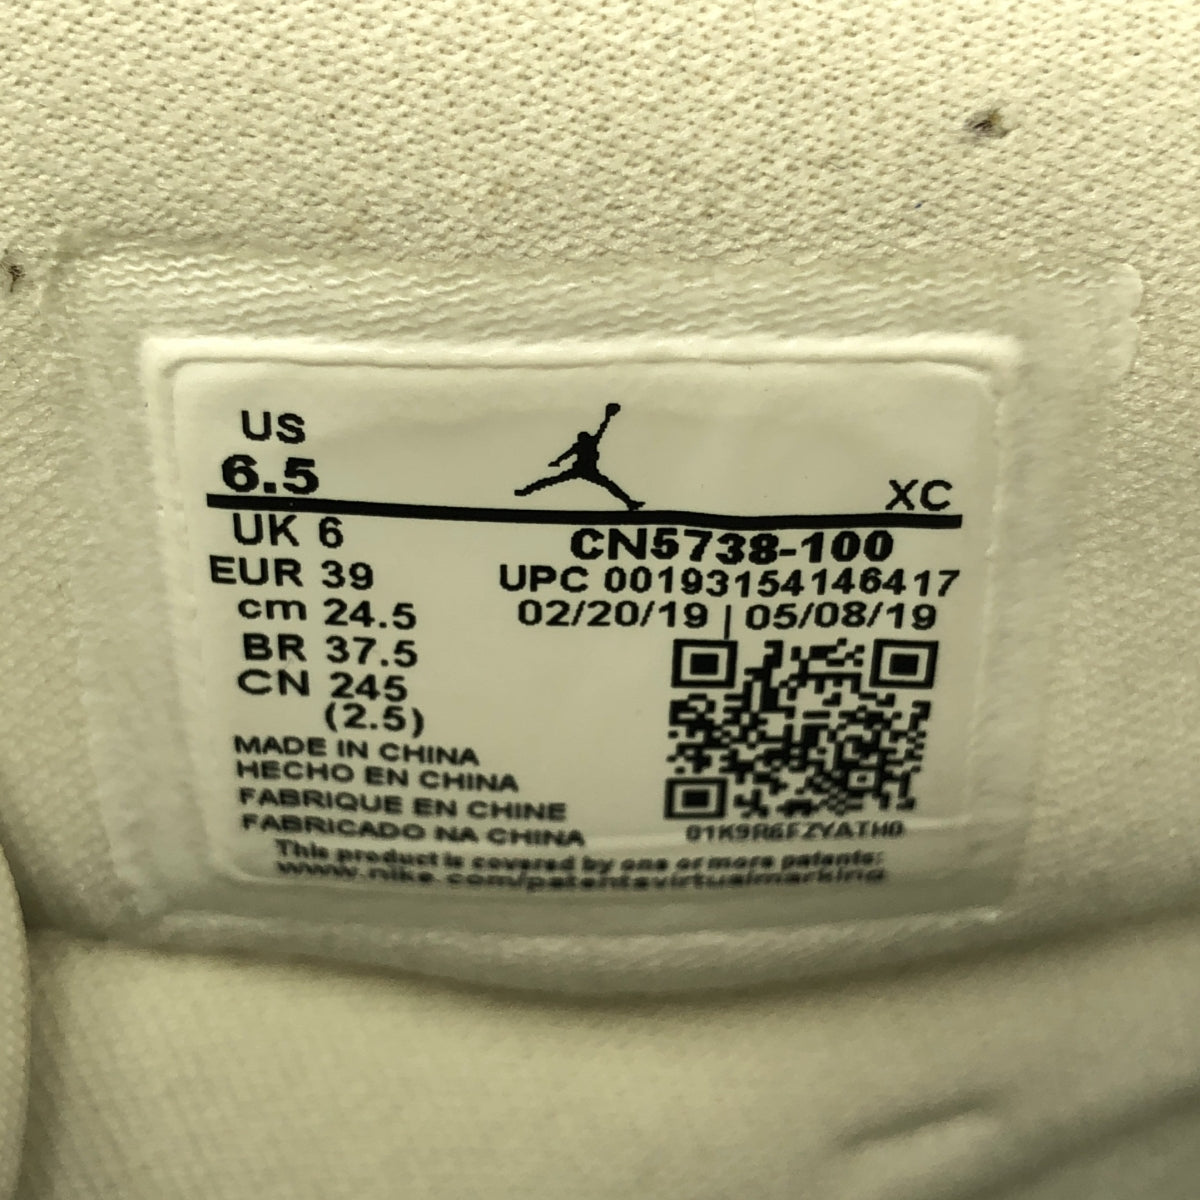 US
6.5
XC
UK 6
CN5738-100
EUR 39
UPC 00193154146417
cm 24.5
02/20/19 | 05/08/19
BR 37.5
CN 245
(2.5)
MADE IN CHINA
HECHO EN CHINA
FABRIQUE EN CHINE
FABRICADO NA CHINA
This product is covered by one or more patents:
www.nike.com/patentsvirtualmarking